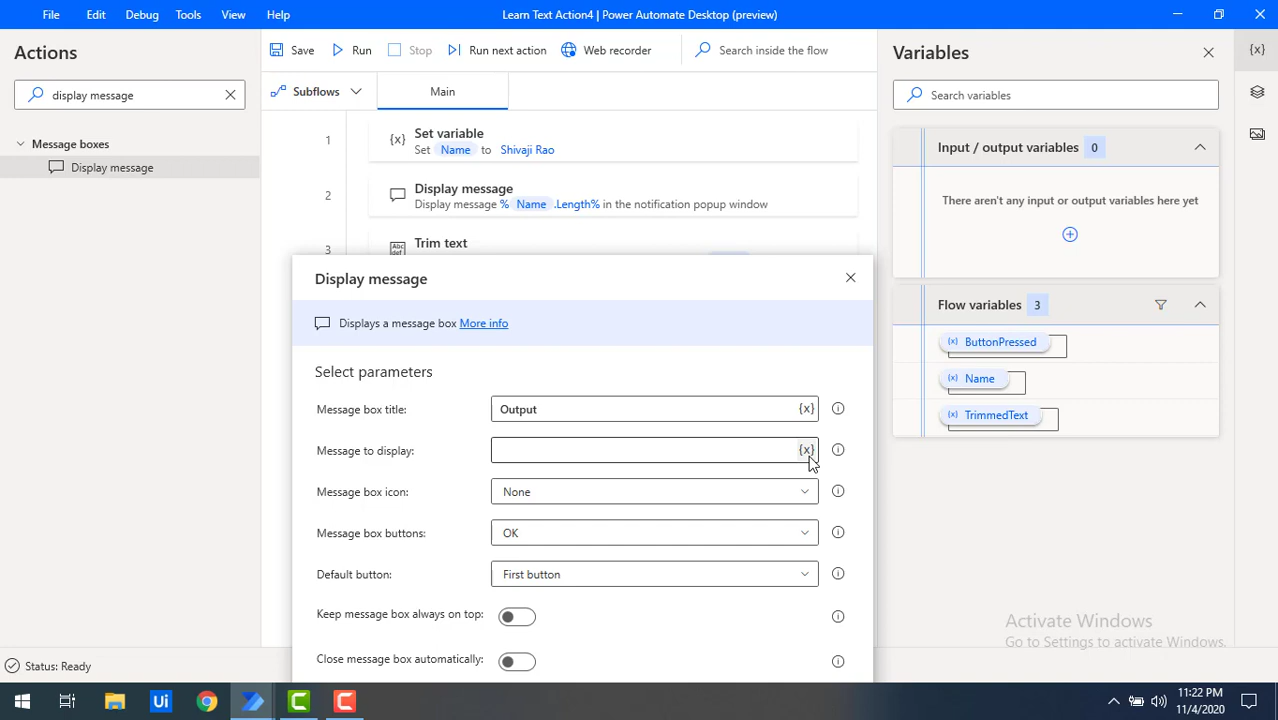 File Edit Debug Tools View Help Learn Text Action4 | Power Automate Desktop (preview)
Actions
display message
Message boxes
Display message
Save Run Stop Run next action Web recorder Search inside the flow
Subflows Main
1 Set variable
Set Name to Shivaji Rao
2 Display message
Display message % Name .Length% in the notification popup window
3 Trim text
Display message
Displays a message box More info
Select parameters
Message box title: Output {x}
Message to display: {x}
Message box icon: None
Message box buttons: OK
Default button: First button
Keep message box always on top:
Close message box automatically:
Variables {x}
Search variables
Input / output variables 0
There aren't any input or output variables here yet
Flow variables 3
(x) ButtonPressed
(x) Name
(x) TrimmedText
Activate Windows
Go to Settings to activate Windows.
Status: Ready
Ui C C
11:22 PM
11/4/2020